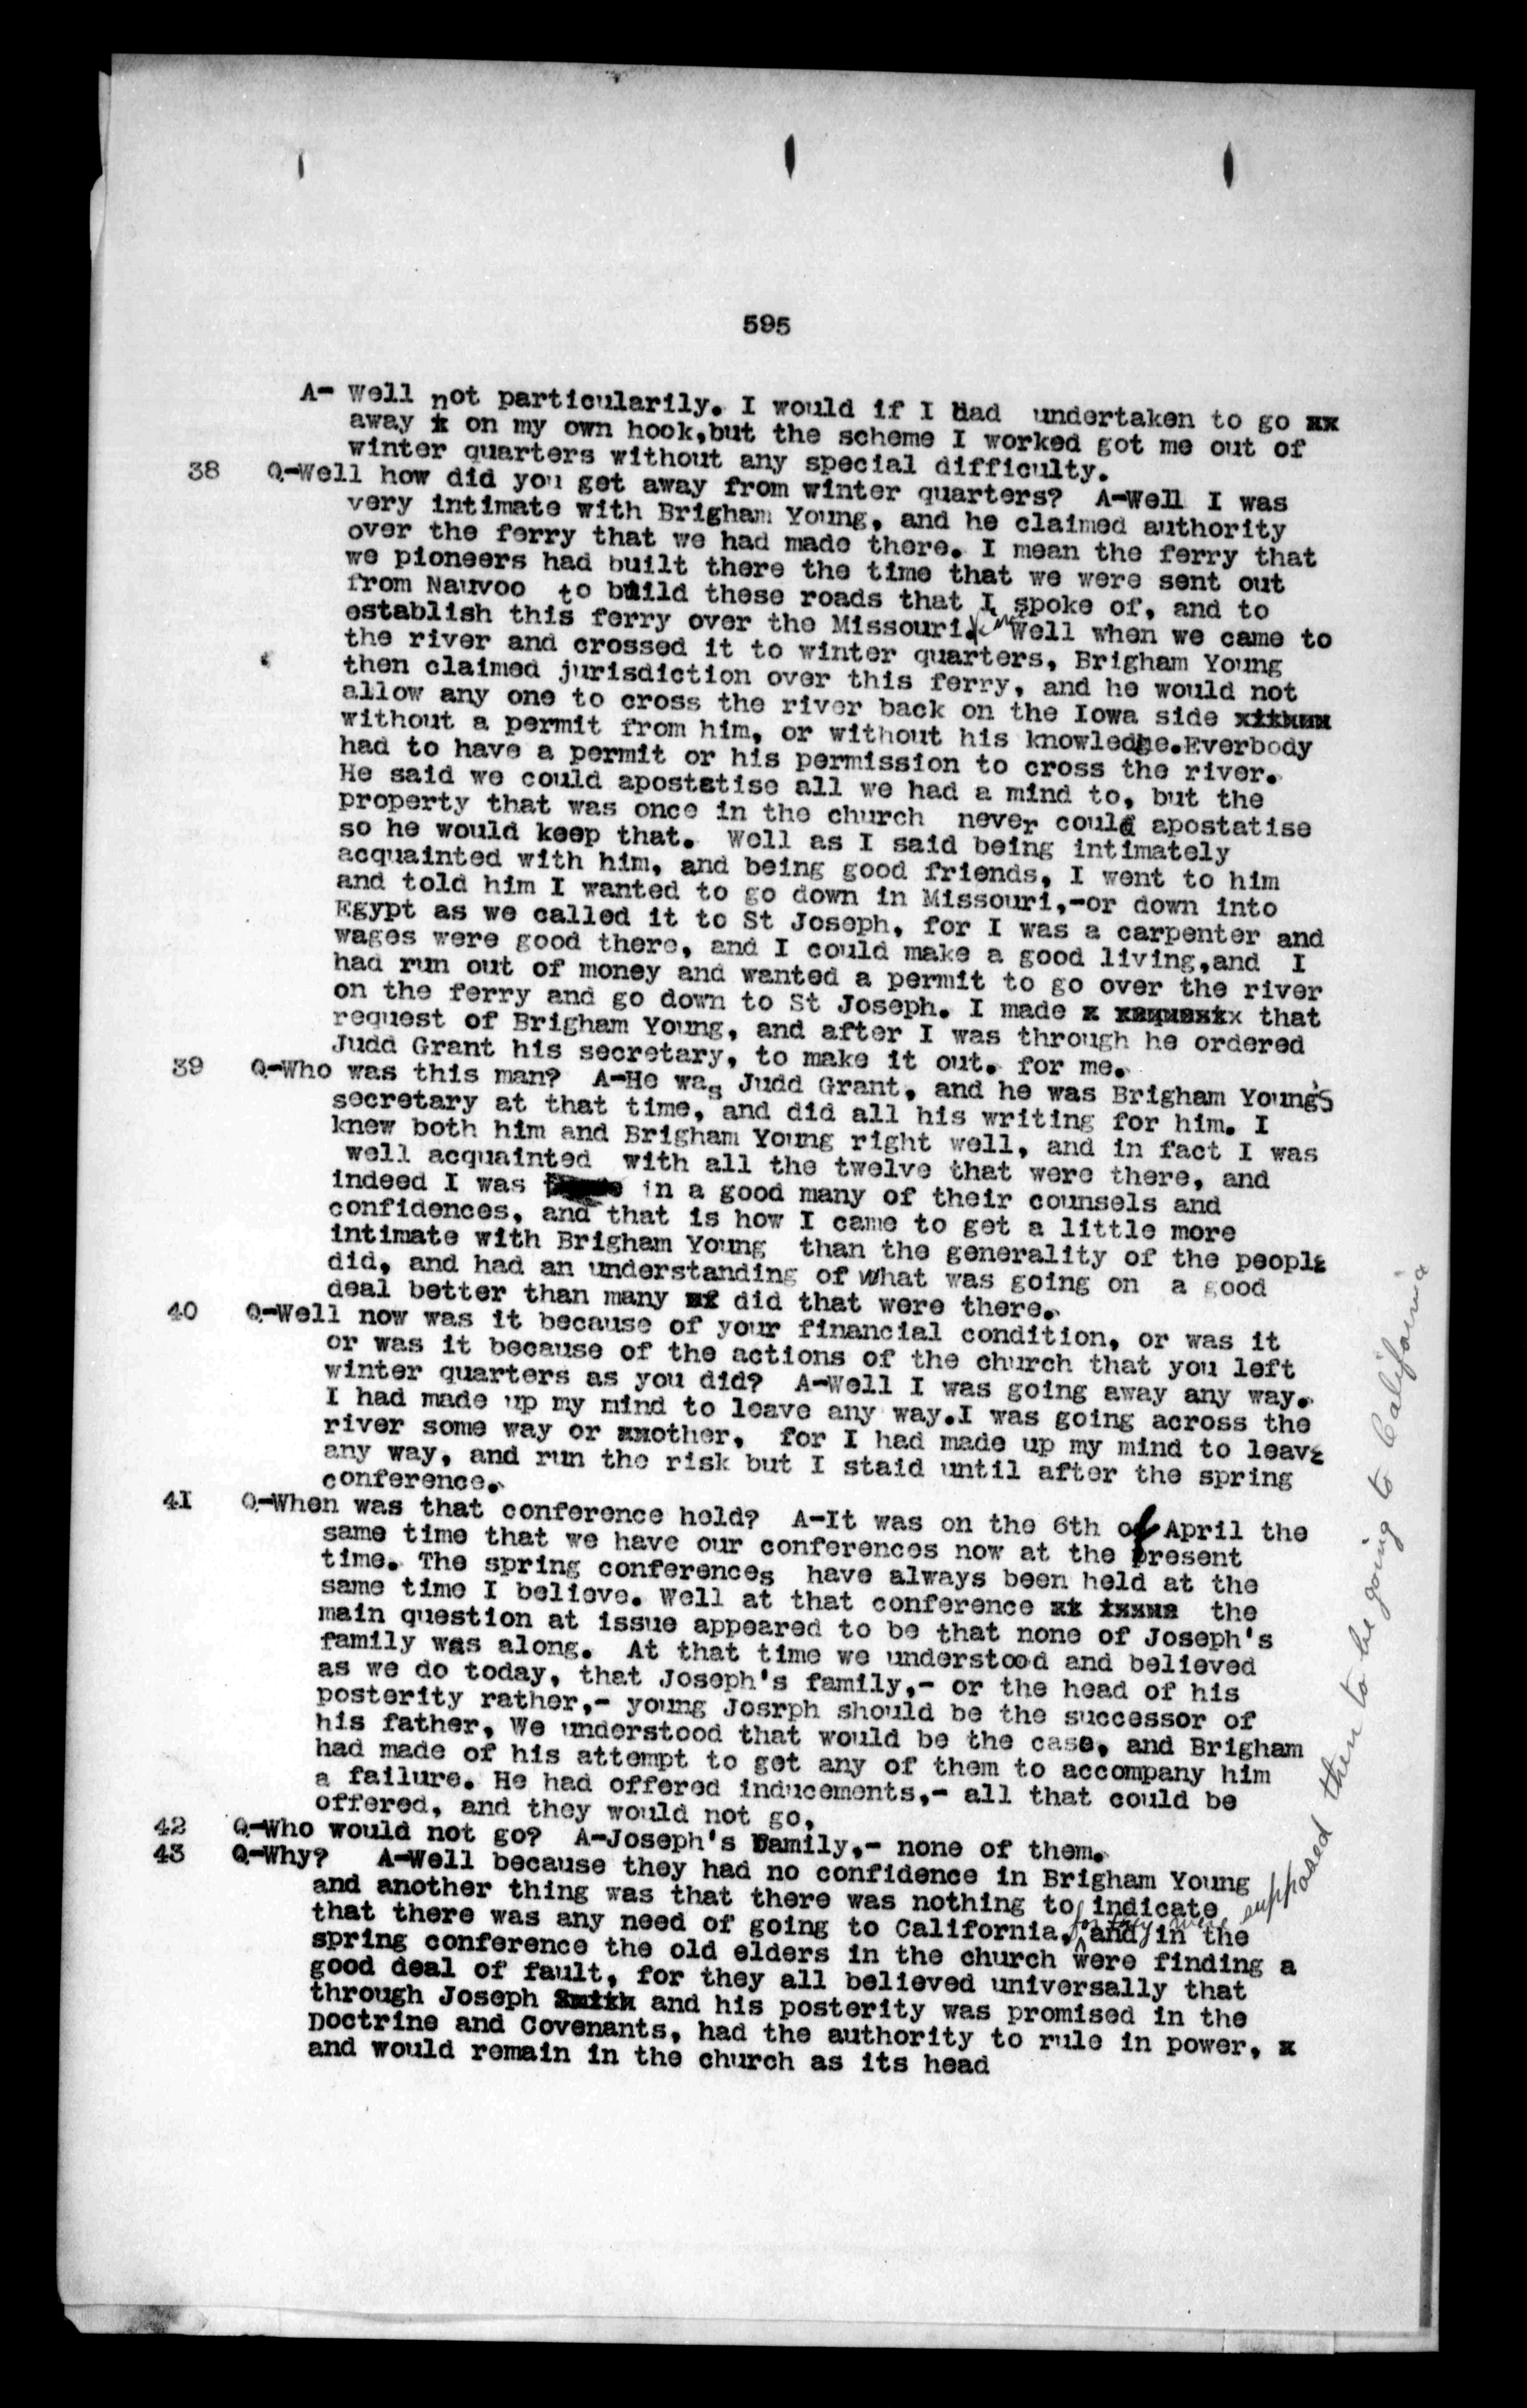 595
A- Well not particularily. I would if I had undertaken to go xx
away x on my own hook,but the scheme I worked got me out of
winter quarters without any special difficulty.
38 Q-Well how did you get away from winter quarters? A-Well I was
very intimate with Brigham Young, and he claimed authority
over the ferry that we had made there. I mean the ferry that
we pioneers had built there the time that we were sent out
from Nauvoo to build these roads that I spoke of, and to
establish this ferry over the Missouri. Well when we came to
the river and crossed it to winter quarters, Brigham Young
then claimed jurisdiction over this ferry, and he would not
allow any one to cross the river back on the Iowa side
without a permit from him, or without his knowledge.Everbody
had to have a permit or his permission to cross the river.
He said we could apostatise all we had a mind to, but the
property that was once in the church never could apostatise
so he would keep that. Well as I said being intimately
acquainted with him, and being good friends, I went to him
and told him I wanted to go down in Missouri,-or down into
Egypt as we called it to St Joseph, for I was a carpenter and
wages were good there, and I could make a good living,and I
had run out of money and wanted a permit to go over the river
on the ferry and go down to St Joseph. I made that
request of Brigham Young, and after I was through he ordered
Judd Grant his secretary, to make it out. for me.
39 Q-Who was this man? A-He was Judd Grant, and he was Brigham Young's
secretary at that time, and did all his writing for him. I
knew both him and Brigham Young right well, and in fact I was
well acquainted with all the twelve that were there, and
indeed I was in a good many of their counsels and
confidences, and that is how I came to get a little more
intimate with Brigham Young than the generality of the people
did, and had an understanding of what was going on a good
deal better than many did that were there.
40 Q-Well now was it because of your financial condition, or was it
or was it because of the actions of the church that you left
winter quarters as you did? A-Well I was going away any way.
I had made up my mind to leave any way.I was going across the
river some way or another, for I had made up my mind to leave
any way, and run the risk but I staid until after the spring
conference.
41 Q-When was that conference held? A-It was on the 6th of April the
same time that we have our conferences now at the present
time. The spring conferences have always been held at the
same time I believe. Well at that conference the
main question at issue appeared to be that none of Joseph's
family was along. At that time we understood and believed
as we do today, that Joseph's family,- or the head of his
posterity rather,- young Josrph should be the successor of
his father, We understood that would be the case, and Brigham
had made of his attempt to get any of them to accompany him
a failure. He had offered inducements,- all that could be
offered, and they would not go,
42 Q-Who would not go? A-Joseph's Family,- none of them.
43 Q-Why? A-Well because they had no confidence in Brigham Young
and another thing was that there was nothing to indicate
that there was any need of going to California, for they were supposed then to be going to California and in the
spring conference the old elders in the church were finding a
good deal of fault, for they all believed universally that
through Joseph Smith and his posterity was promised in the
Doctrine and Covenants, had the authority to rule in power, x
and would remain in the church as its head